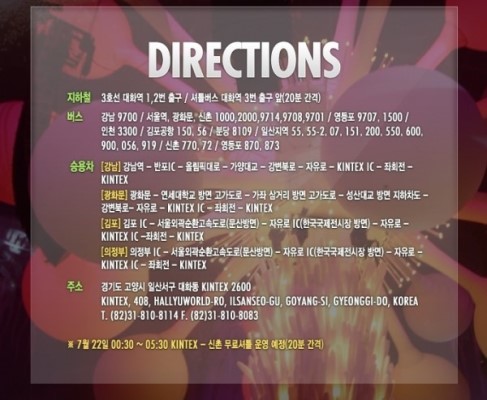 DIRECTIONS
지하철 3호선 대화역 1,2번 출구 / 셔틀버스 대화역 3번 출구 앞(20분 간격)
버스 강남 9700 / 서울역, 광화문, 신촌 1000,2000,9714,9708,9701 / 영등포 9707, 1500 /
인천 3300 / 김포공항 150, 56 / 분당 8109 / 일산지역 55, 55-2, 07, 151, 200, 550, 600,
900, 056, 919 / 신촌 770, 72 / 영등포 870, 873
승용차 [강남] 강남역 – 반포IC – 올림픽대로 – 가양대교 – 강변북로 – 자유로 – KINTEX IC – 좌회전 –
KINTEX
[광화문] 광화문 – 연세대학교 방면 고가도로 – 가좌 삼거리 방면 고가도로 – 성산대교 방면 지하차도 –
강변북로– 자유로 – KINTEX IC – 좌회전 – KINTEX
[김포] 김포 IC – 서울외곽순환고속도로(문산방면) – 자유로 IC(한국국제전시장 방면) – 자유로 –
KINTEX IC –좌회전 – KINTEX
[의정부] 의정부 IC – 서울외곽순환고속도로(문산방면) – 자유로 IC(한국국제전시장 방면) – 자유로 –
KINTEX IC – 좌회전 – KINTEX
주소 경기도 고양시 일산서구 대화동 KINTEX 2600
KINTEX, 408, HALLYUWORLD-RO, ILSANSEO-GU, GOYANG-SI, GYEONGGI-DO, KOREA
T. (82)31-810-8114 F. (82)31-810-8083
※ 7월 22일 00:30 ~ 05:30 KINTEX – 신촌 무료셔틀 운영 예정(20분 간격)